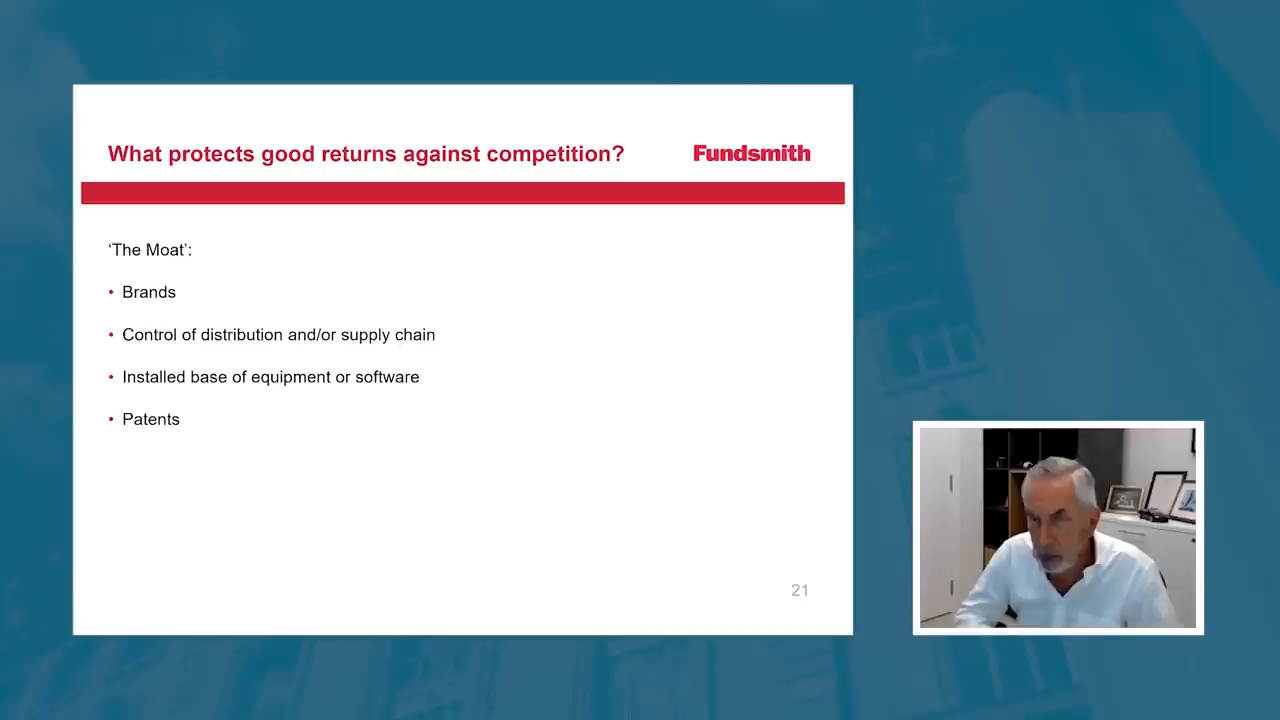 What protects good returns against competition?
Fundsmith
‘The Moat’:
• Brands
• Control of distribution and/or supply chain
• Installed base of equipment or software
• Patents
21